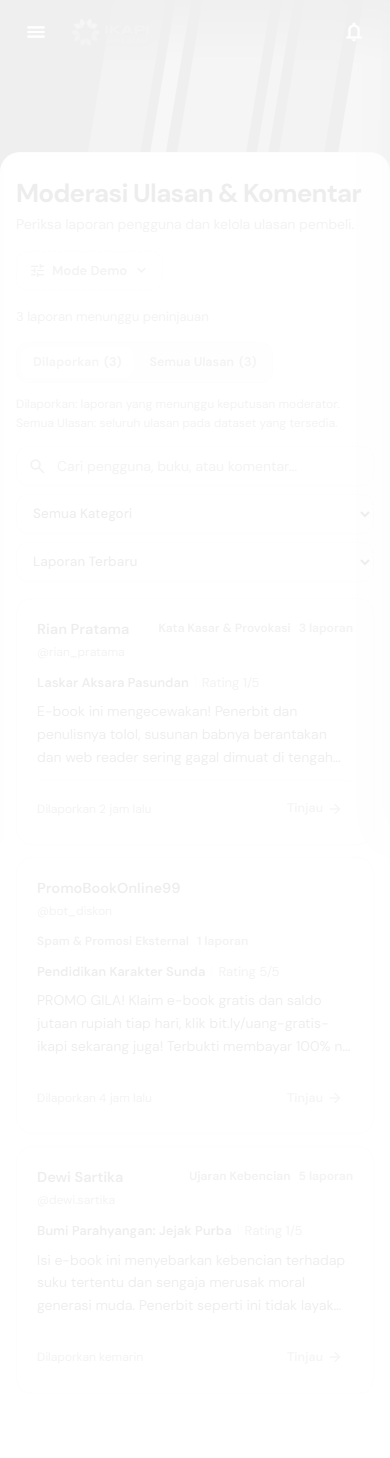 Moderasi Ulasan & Komentar
Periksa laporan pengguna dan kelola ulasan pembeli.
Mode Demo
3 laporan menunggu peninjauan
Dilaporkan (3) Semua Ulasan (3)
Dilaporkan: laporan yang menunggu keputusan moderator.
Semua Ulasan: seluruh ulasan pada dataset yang tersedia.
Cari pengguna, buku, atau komentar...
Semua Kategori
Laporan Terbaru
Rian Pratama Kata Kasar & Provokasi 3 laporan
@rian_pratama
Laskar Aksara Pasundan Rating 1/5
E-book ini mengecewakan! Penerbit dan
penulisnya tolol, susunan babnya berantakan
dan web reader sering gagal dimuat di tengah...
Dilaporkan 2 jam lalu Tinjau →
PromoBookOnline99
@bot_diskon
Spam & Promosi Eksternal 1 laporan
Pendidikan Karakter Sunda Rating 5/5
PROMO GILA! Klaim e-book gratis dan saldo
jutaan rupiah tiap hari, klik bit.ly/uang-gratis-
ikapi sekarang juga! Terbukti membayar 100% n...
Dilaporkan 4 jam lalu Tinjau →
Dewi Sartika Ujaran Kebencian 5 laporan
@dewi.sartika
Bumi Parahyangan: Jejak Purba Rating 1/5
Isi e-book ini menyebarkan kebencian terhadap
suku tertentu dan sengaja merusak moral
generasi muda. Penerbit seperti ini tidak layak...
Dilaporkan kemarin Tinjau →